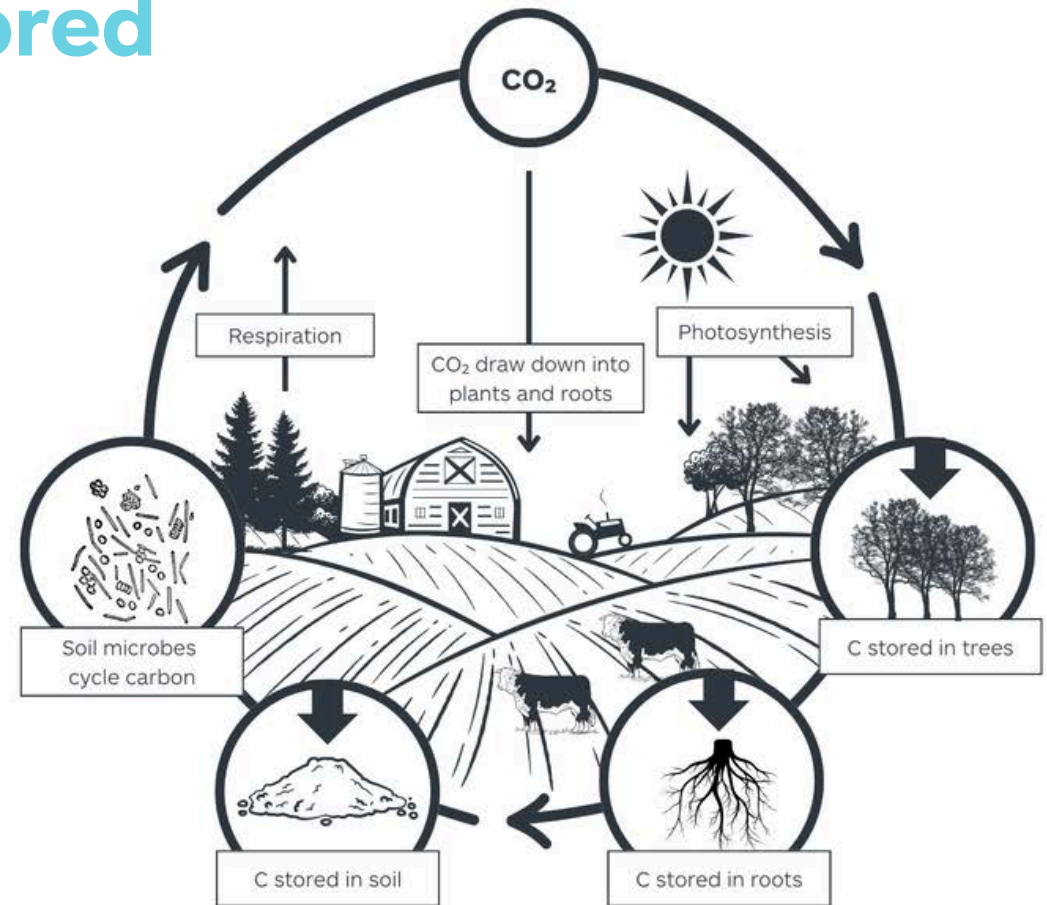 ored
CO₂
Respiration
Photosynthesis
CO₂ draw down into
plants and roots
Soil microbes
cycle carbon
C stored in trees
C stored in soil
C stored in roots